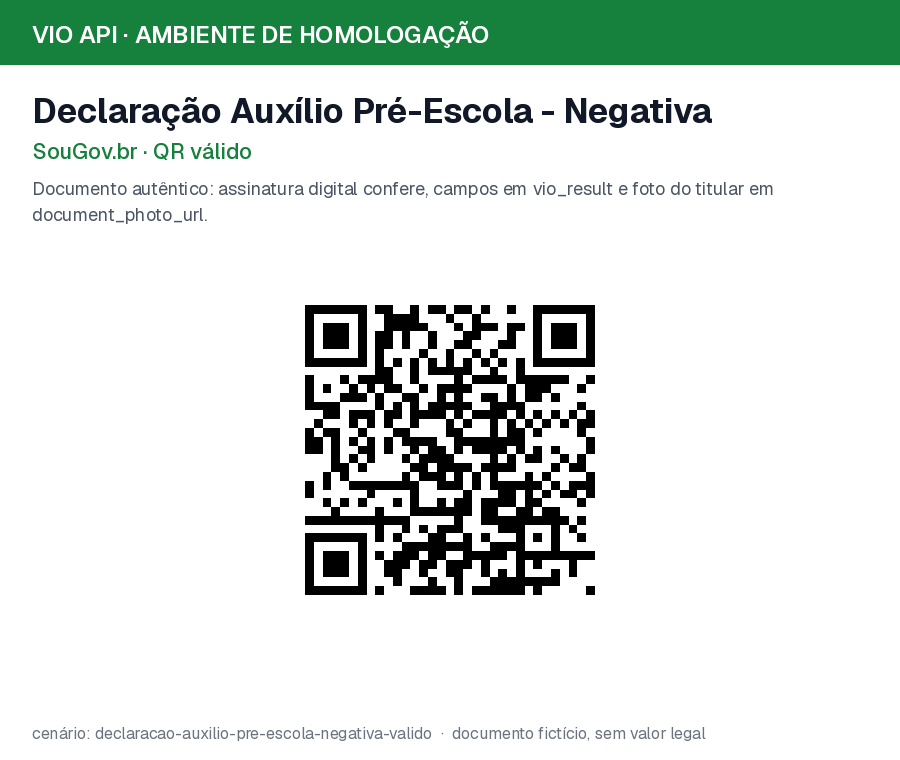 VIO API · AMBIENTE DE HOMOLOGAÇÃO
Declaração Auxílio Pré-Escola - Negativa
SouGov.br · QR válido
Documento autêntico: assinatura digital confere, campos em vio_result e foto do titular em
document_photo_url.
cenário: declaracao-auxilio-pre-escola-negativa-valido · documento fictício, sem valor legal